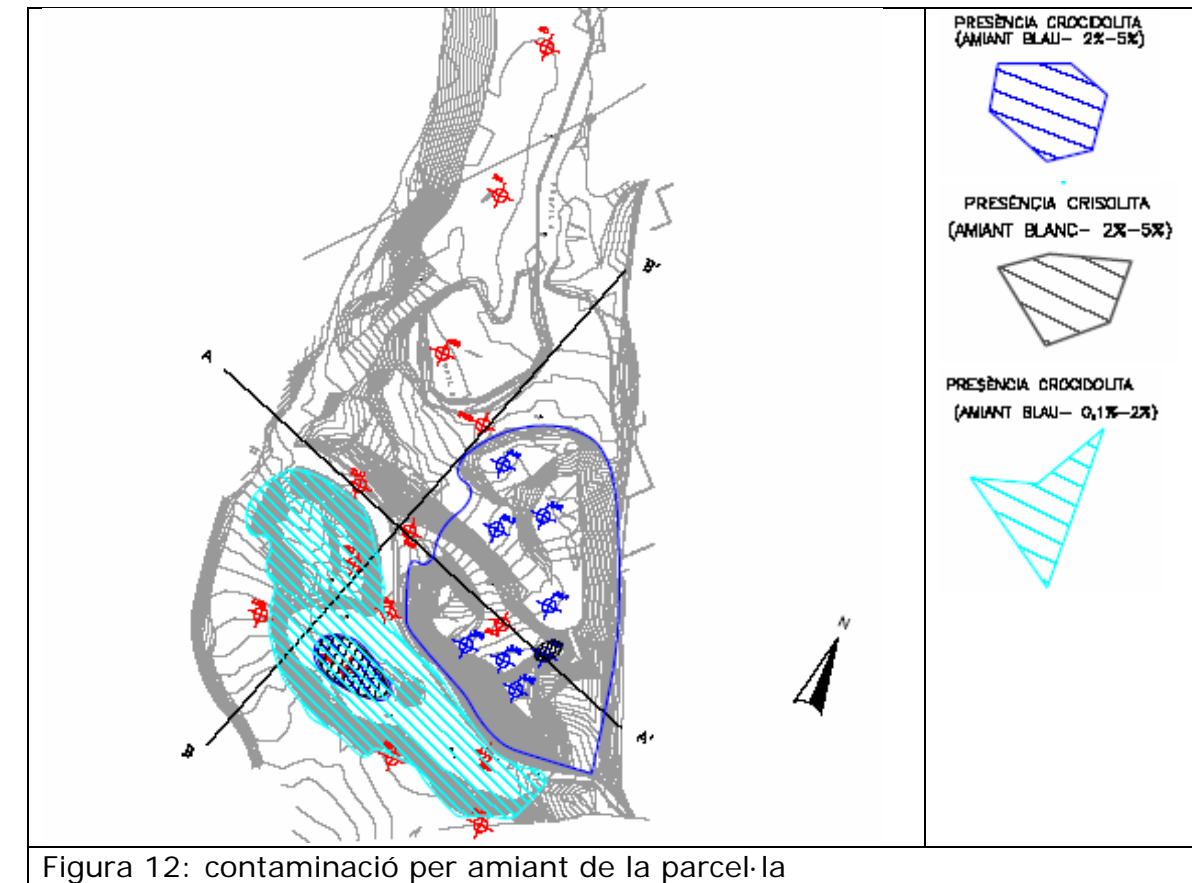 PRESÈNCIA CROCIDOLITA
(AMIANT BLAU- 2%-5%)
PRESÈNCIA CRISOLITA
(AMIANT BLANC- 2%-5%)
PRESÈNCIA CROCIDOLITA
(AMIANT BLAU- 0,1%-2%)
B'
A
N
B
A'
Figura 12: contaminació per amiant de la parcel·la